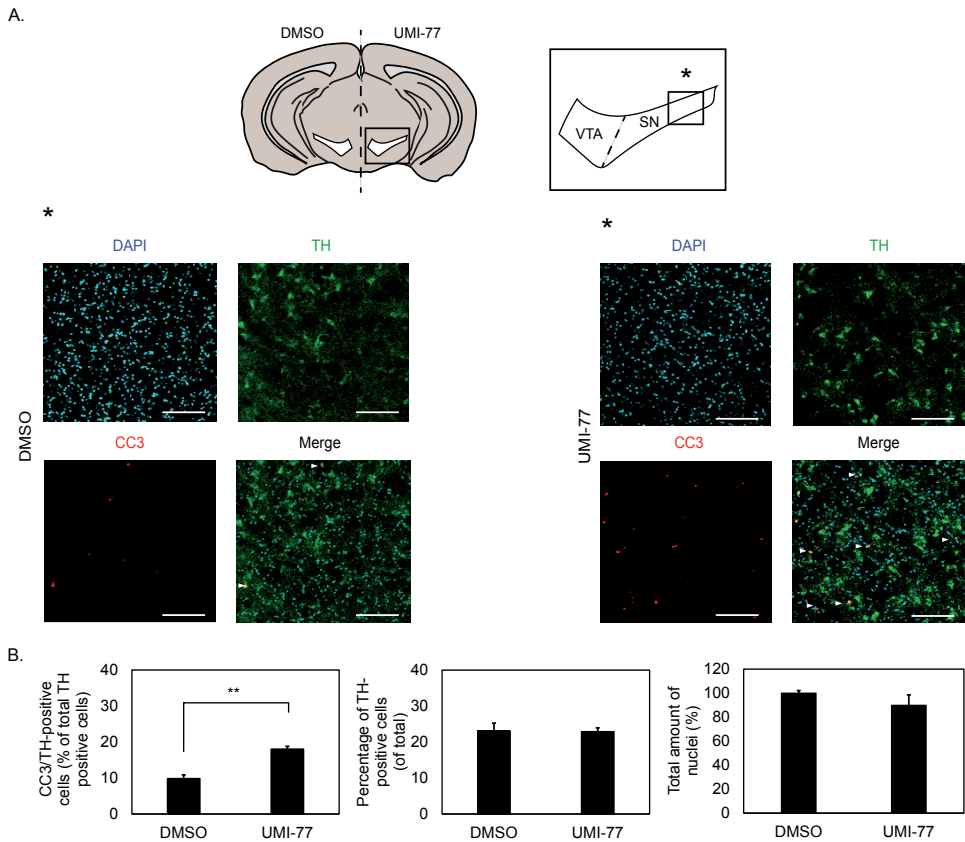 A.
DMSO
UMI-77
*
VTA
SN
*
DAPI
TH
*
DAPI
TH
DMSO
CC3
Merge
UMI-77
CC3
Merge
B.
CC3/TH-positive
cells (% of total TH
positive cells)
40
30
20
10
0
**
DMSO
UMI-77
Percentage of TH-
positive cells
(of total)
40
30
20
10
0
DMSO
UMI-77
Total amount of
nuclei (%)
120
100
80
60
40
20
0
DMSO
UMI-77